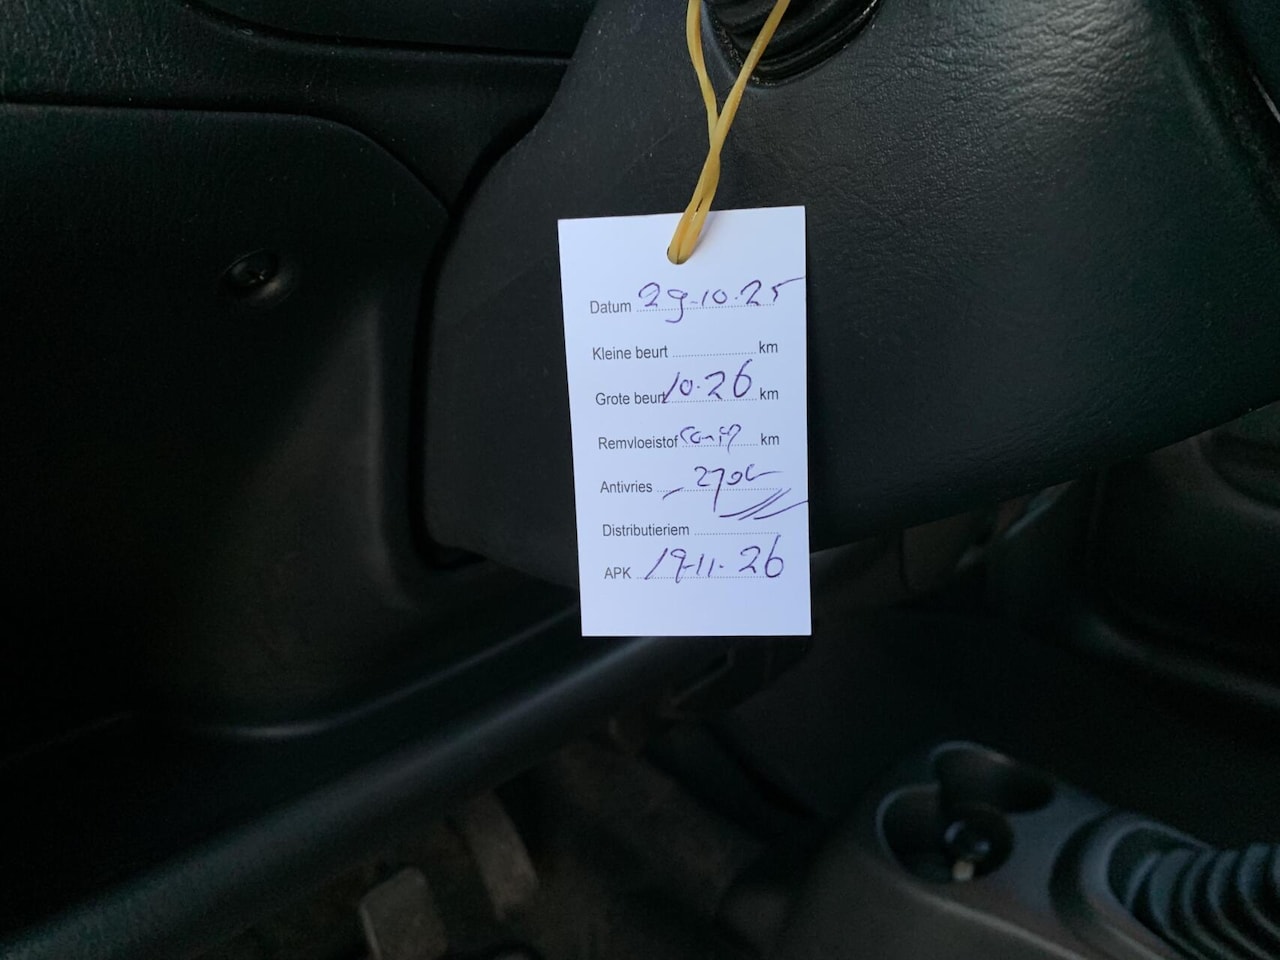 Datum 29-10-25
Kleine beurt km
Grote beurt 10-26 km
Remvloeistof km
Antivries
Distributieriem
APK 19-11-26